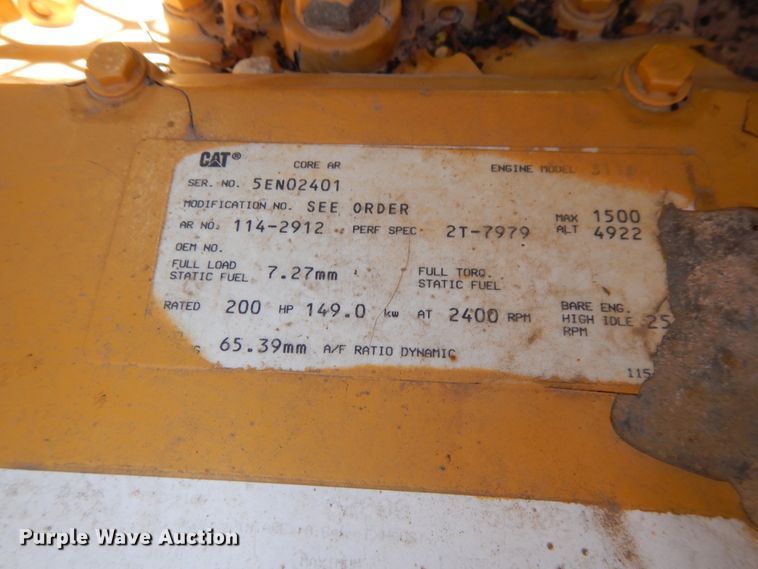 CAT® CORE AR ENGINE MODEL
SER. NO. 5EN02401
MODIFICATION NO. SEE ORDER
AR NO. 114-2912 PERF SPEC 2T-7979 MAX ALT 1500 4922
OEM NO.
FULL LOAD STATIC FUEL 7.27mm FULL TORQ. STATIC FUEL
RATED 200 HP 149.0 kw AT 2400 RPM BARE ENG. HIGH IDLE 25 RPM
65.39mm A/F RATIO DYNAMIC
115
Purple Wave Auction